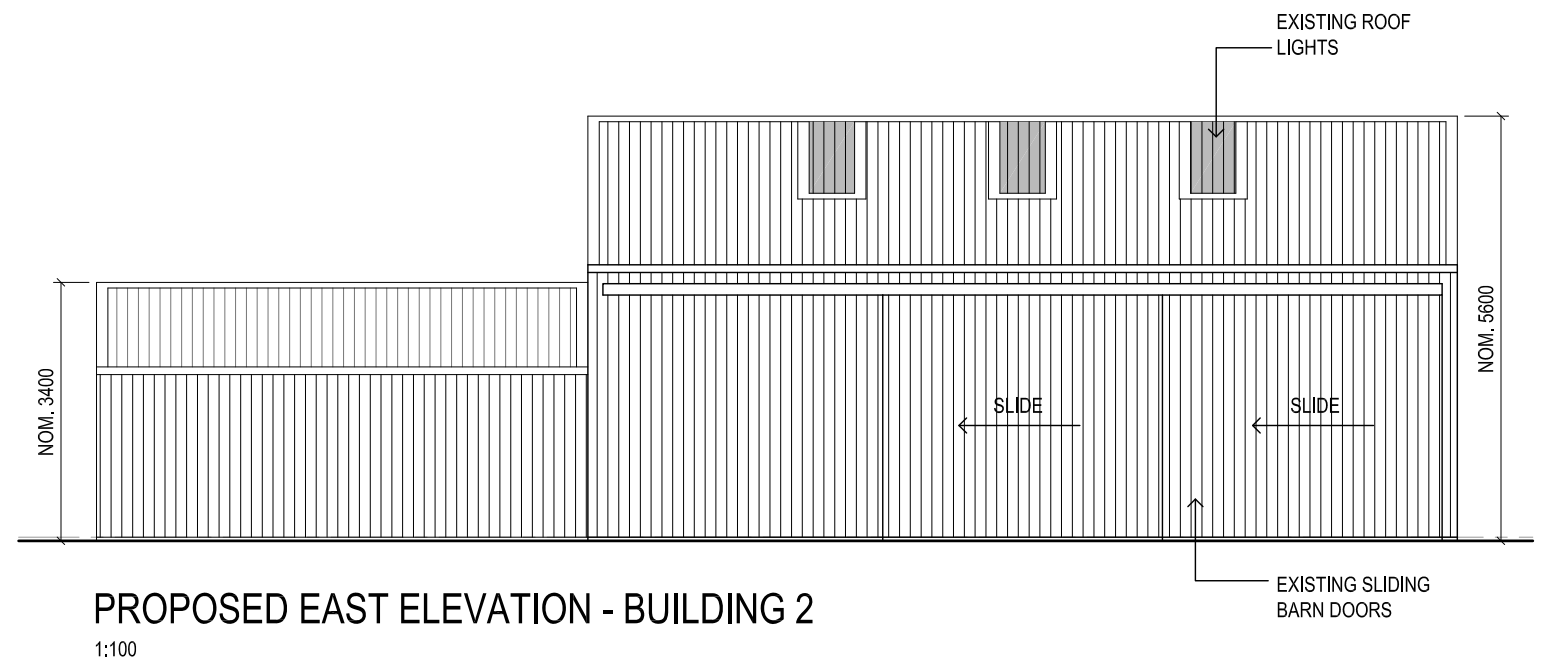 EXISTING ROOF
LIGHTS
NOM. 5600
NOM. 3400
SLIDE
SLIDE
EXISTING SLIDING
BARN DOORS
PROPOSED EAST ELEVATION - BUILDING 2
1:100